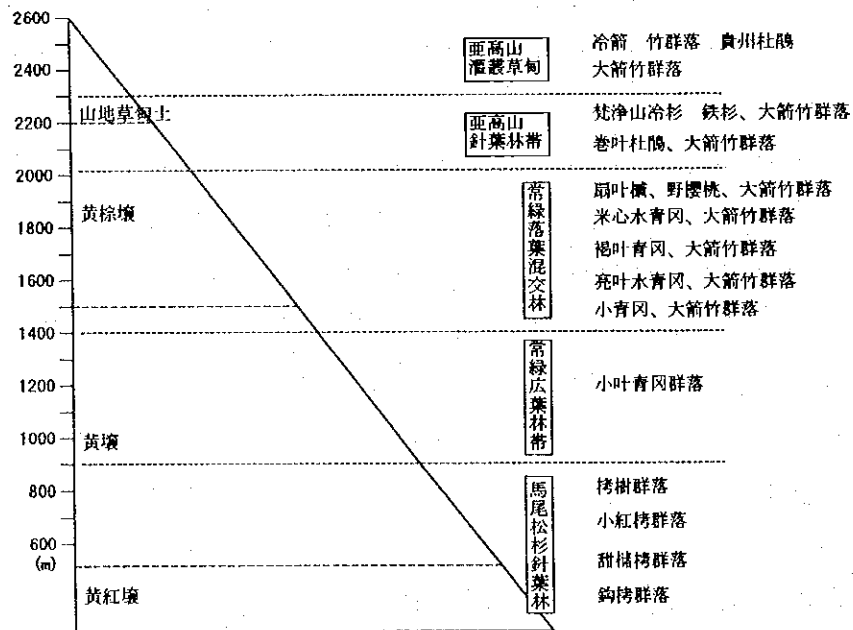 2600
亜高山
灌叢草甸
冷箭 竹群落 貴州杜鵑
大箭竹群落
2400
山地草甸土
2200
亜高山
針葉林帯
梵浄山冷杉 鉄杉、大箭竹群落
巻叶杜鵑、大箭竹群落
2000
黄棕壌
1800
1600
常緑落葉混交林
扇叶槭、野櫻桃、大箭竹群落
米心水青冈、大箭竹群落
褐叶青冈、大箭竹群落
亮叶水青冈、大箭竹群落
小青冈、大箭竹群落
1400
1200
常緑広葉林帯
小叶青冈群落
1000
黄壌
800
馬尾松杉針葉林
栲樹群落
小紅栲群落
600
(m)
甜櫧栲群落
黄紅壌
鈎栲群落